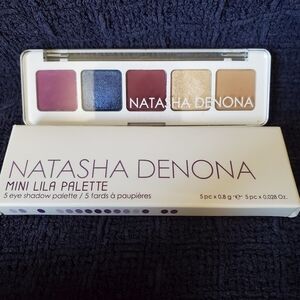 NATASHA DENONA
NATASHA DENONA
MINI LILA PALETTE
5 eye shadow palette / 5 fards à paupières
5 pc x 0.8 g ℮ 5 pc x 0.028 Oz.